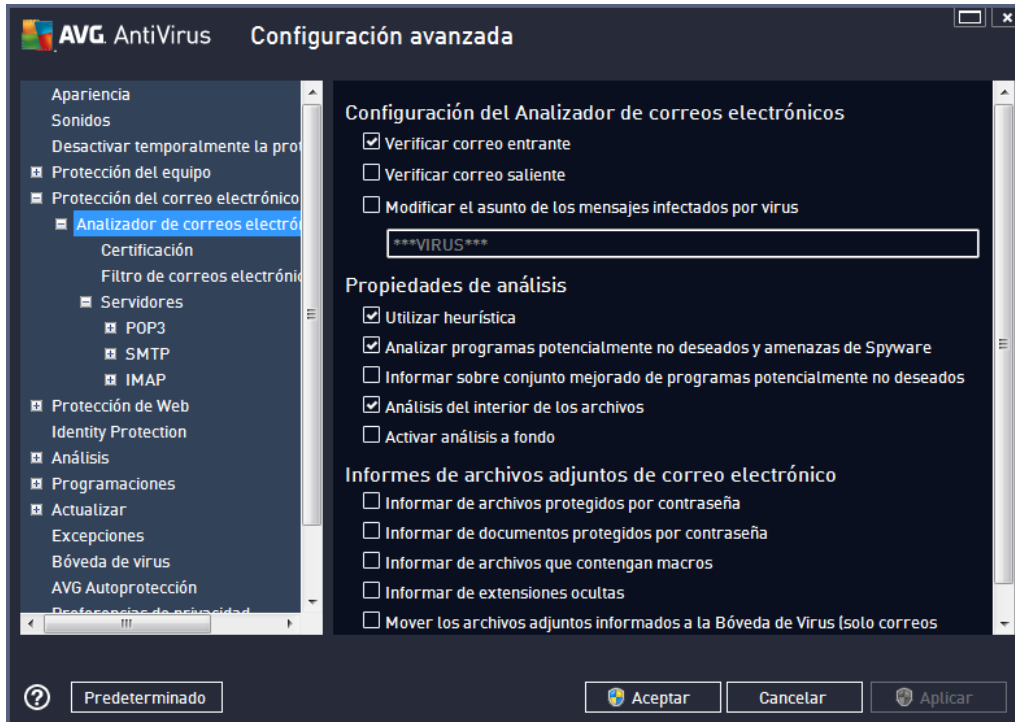 AVG. AntiVirus Configuración avanzada
Apariencia
Sonidos
Desactivar temporalmente la prot
Protección del equipo
Protección del correo electrónico
Analizador de correos electrón
Certificación
Filtro de correos electrónic
Servidores
POP3
SMTP
IMAP
Protección de Web
Identity Protection
Análisis
Programaciones
Actualizar
Excepciones
Bóveda de virus
AVG Autoprotección
Preferencias de privacidad
Configuración del Analizador de correos electrónicos
Verificar correo entrante
Verificar correo saliente
Modificar el asunto de los mensajes infectados por virus
***VIRUS***
Propiedades de análisis
Utilizar heurística
Analizar programas potencialmente no deseados y amenazas de Spyware
Informar sobre conjunto mejorado de programas potencialmente no deseados
Análisis del interior de los archivos
Activar análisis a fondo
Informes de archivos adjuntos de correo electrónico
Informar de archivos protegidos por contraseña
Informar de documentos protegidos por contraseña
Informar de archivos que contengan macros
Informar de extensiones ocultas
Mover los archivos adjuntos informados a la Bóveda de Virus (solo correos
Predeterminado
Aceptar
Cancelar
Aplicar